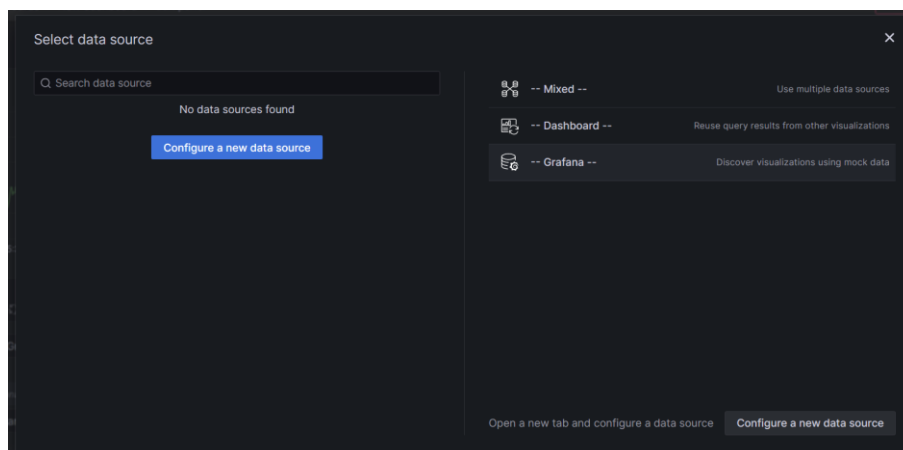 Select data source
Search data source
No data sources found
Configure a new data source
-- Mixed --
Use multiple data sources
-- Dashboard --
Reuse query results from other visualizations
-- Grafana --
Discover visualizations using mock data
Open a new tab and configure a data source
Configure a new data source